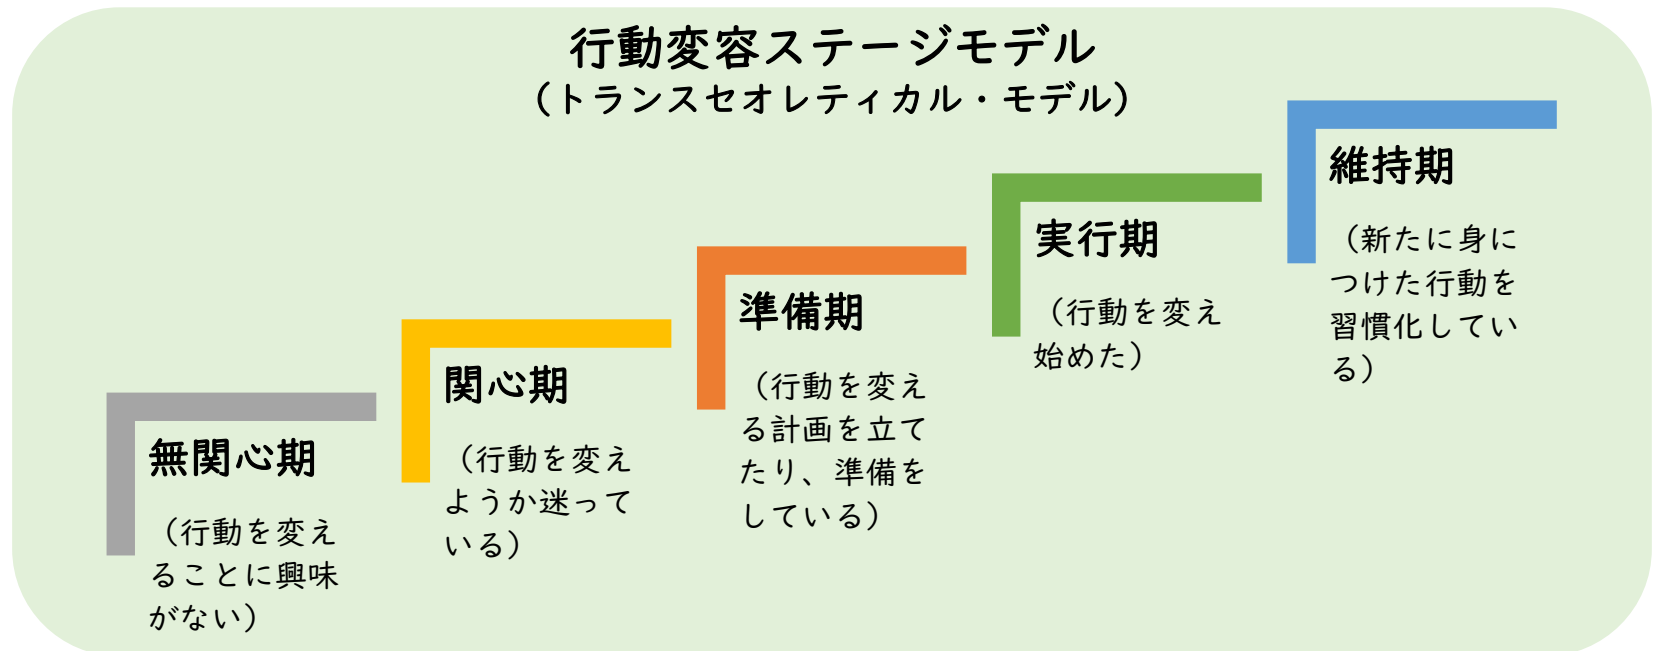 行動変容ステージモデル
（トランスセオレティカル・モデル）
無関心期
（行動を変え
ることに興味
がない）
関心期
（行動を変え
ようか迷って
いる）
準備期
（行動を変え
る計画を立て
たり、準備を
している）
実行期
（行動を変え
始めた）
維持期
（新たに身に
つけた行動を
習慣化してい
る）